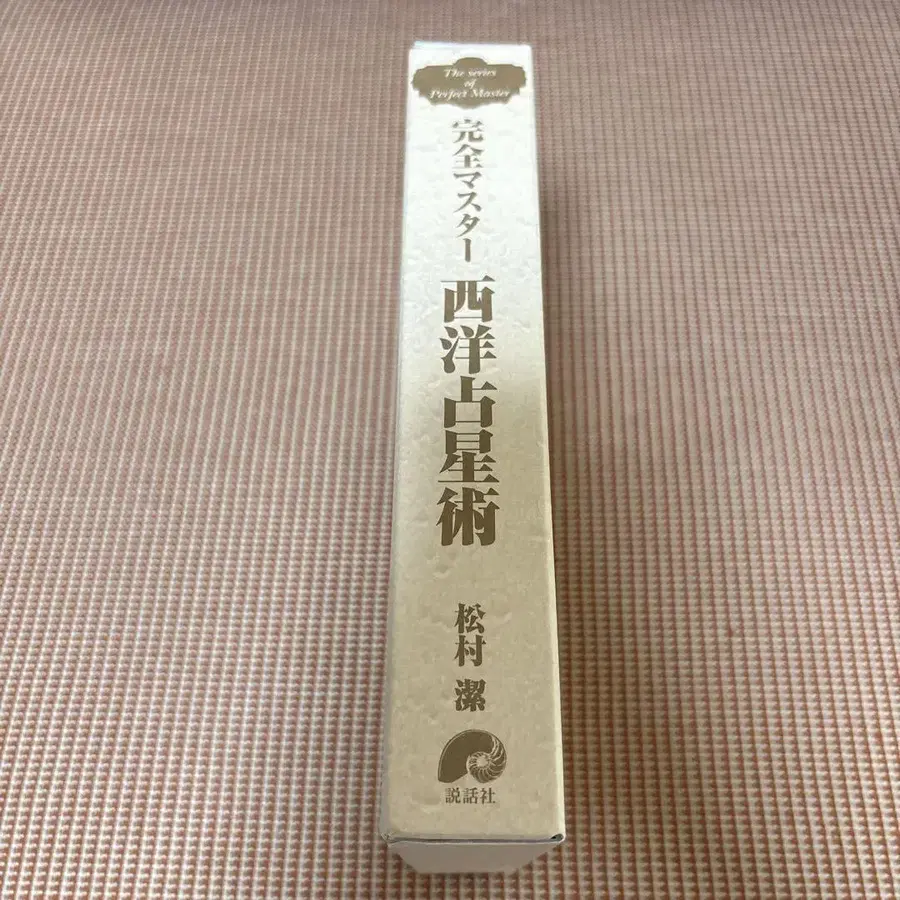 The series
of
Perfect Master
完全マスター
西洋占星術
松村 潔
説話社